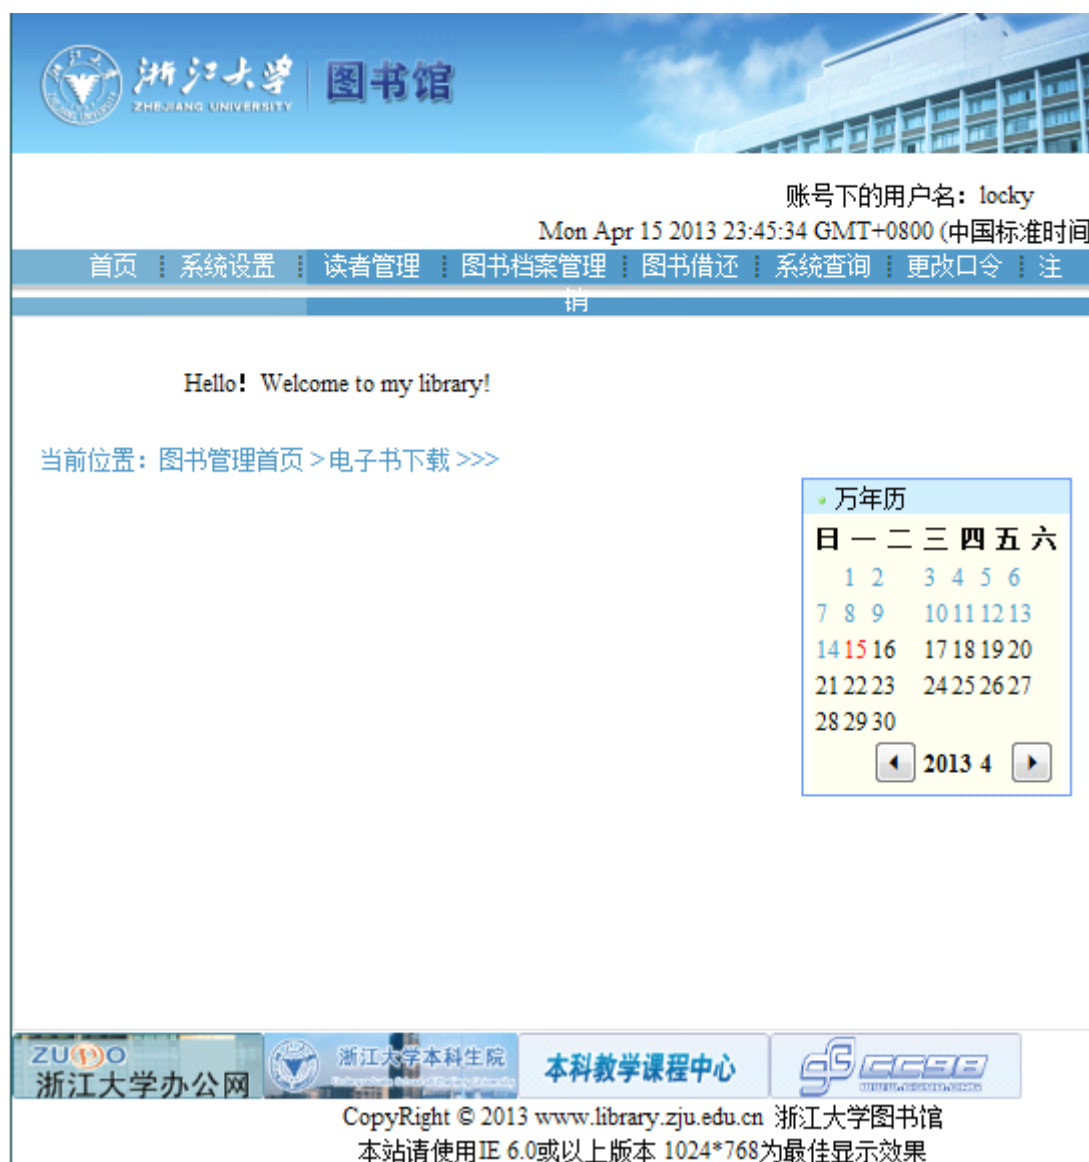 浙江大学 图书馆
ZHEJIANG UNIVERSITY
账号下的用户名：locky
Mon Apr 15 2013 23:45:34 GMT+0800 (中国标准时间
首页 系统设置 读者管理 图书档案管理 图书借还 系统查询 更改口令 注
销
Hello！Welcome to my library!
当前位置：图书管理首页 > 电子书下载 >>>
万年历
日 一 二 三 四 五 六
1 2 3 4 5 6
7 8 9 10 11 12 13
14 15 16 17 18 19 20
21 22 23 24 25 26 27
28 29 30
2013 4
ZUPO 浙江大学本科生院 本科教学课程中心 CC98
浙江大学办公网 WWW.CC98.ORG
CopyRight © 2013 www.library.zju.edu.cn 浙江大学图书馆
本站请使用IE 6.0或以上版本 1024*768为最佳显示效果